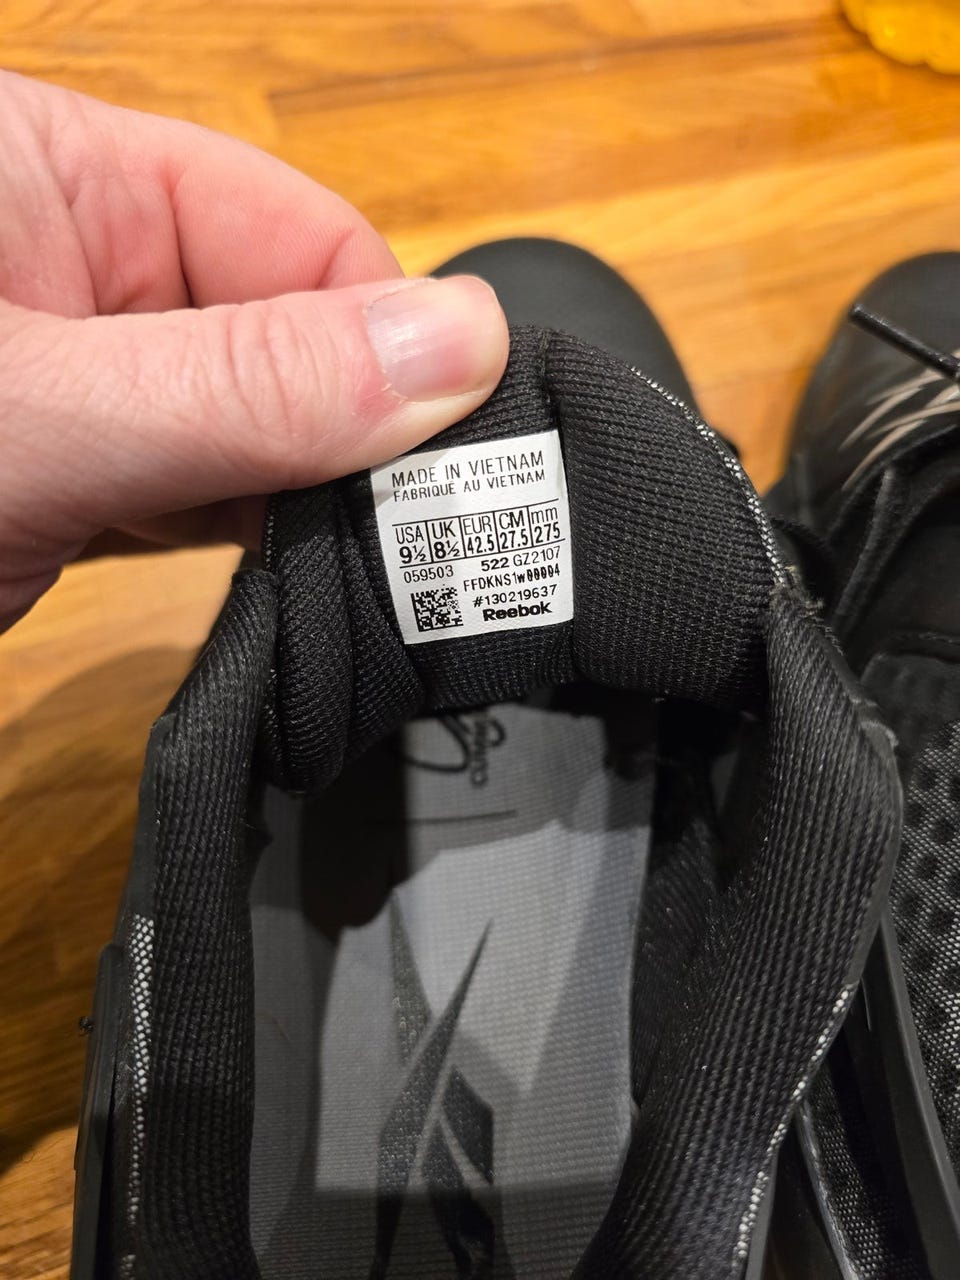 MADE IN VIETNAM
FABRIQUÉ AU VIETNAM
USA UK EUR CM mm
9½ 8½ 42.5 27.5 275
059503 522 GZ2107
FFDKNS1w00004
#130219637
Reebok